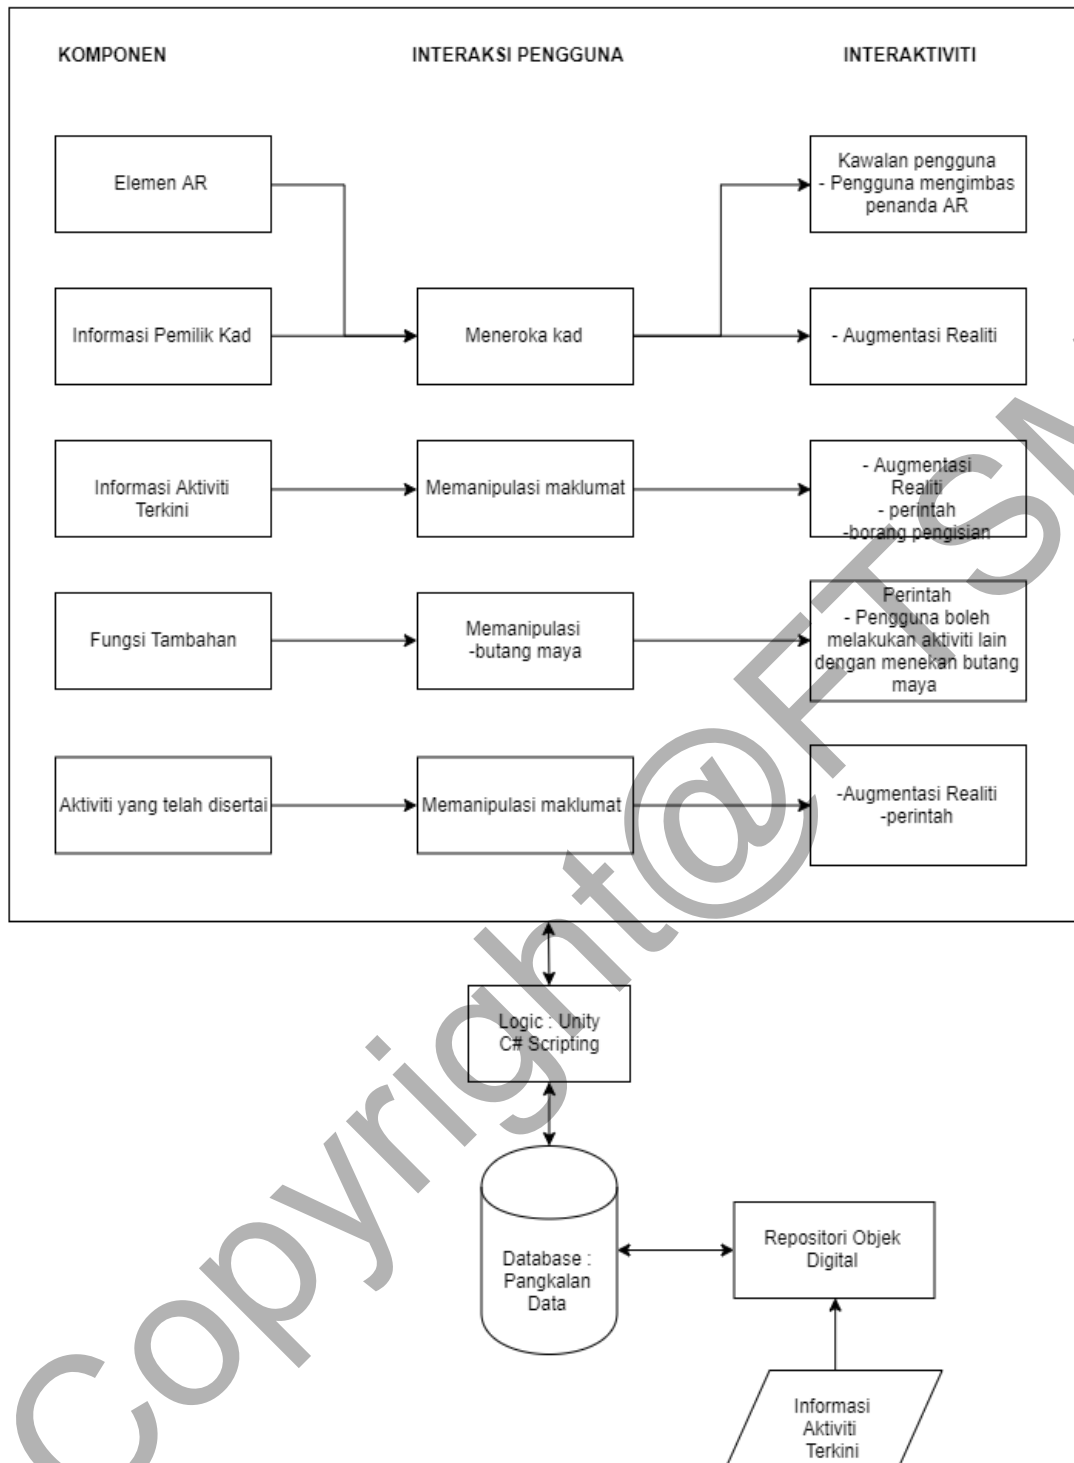 KOMPONEN
INTERAKSI PENGGUNA
INTERAKTIVITI
Elemen AR
Kawalan pengguna
- Pengguna mengimbas
penanda AR
Informasi Pemilik Kad
Meneroka kad
- Augmentasi Realiti
Informasi Aktiviti
Terkini
Memanipulasi maklumat
- Augmentasi
Realiti
- perintah
-borang pengisian
Fungsi Tambahan
Memanipulasi
-butang maya
Perintah
- Pengguna boleh
melakukan aktiviti lain
dengan menekan butang
maya
Aktiviti yang telah disertai
Memanipulasi maklumat
-Augmentasi Realiti
-perintah
Logic : Unity
C# Scripting
Database :
Pangkalan
Data
Repositori Objek
Digital
Informasi
Aktiviti
Terkini
Copyright@FTSM